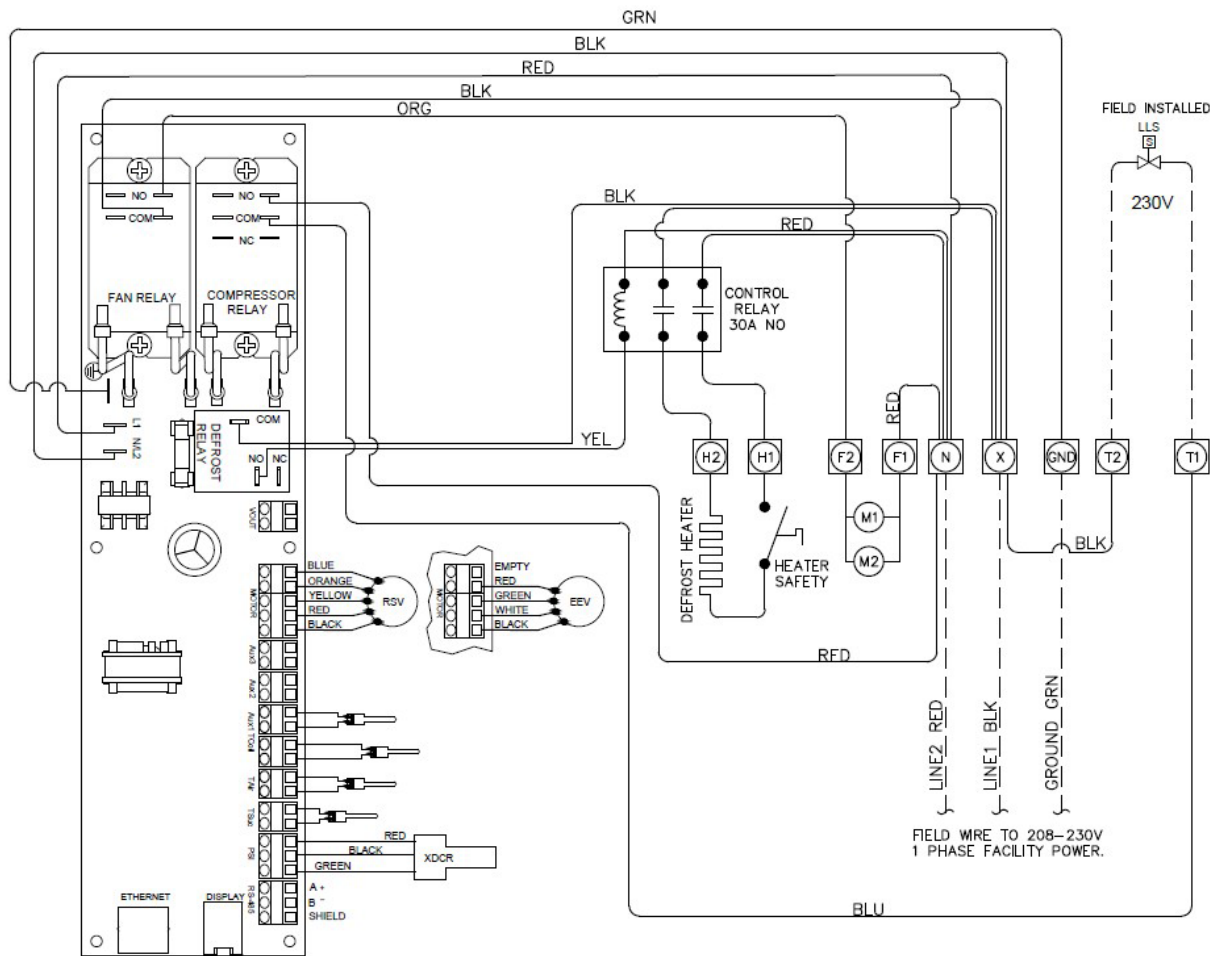 GRN
BLK
RED
BLK
ORG
FIELD INSTALLED
LLS
S
230V
NO
COM
NO
COM
NC
FAN RELAY
COMPRESSOR
RELAY
BLK
RED
CONTROL
RELAY
30A NO
L1
N/L2
DEFROST
RELAY
COM
NO
NC
YEL
RED
H2
H1
F2
F1
N
X
GND
T2
T1
BLK
M1
M2
DEFROST HEATER
HEATER
SAFETY
VOUT
MOTOR
BLUE
ORANGE
YELLOW
RED
BLACK
RSV
MOTOR
EMPTY
RED
GREEN
WHITE
BLACK
EEV
Aux3
Aux2
Aux1
TCoil
TAir
TSuc
PSI
RS-485
RED
RED
BLACK
GREEN
XDCR
A +
B -
SHIELD
ETHERNET
DISPLAY
LINE2 RED
LINE1 BLK
GROUND GRN
FIELD WIRE TO 208-230V
1 PHASE FACILITY POWER.
BLU